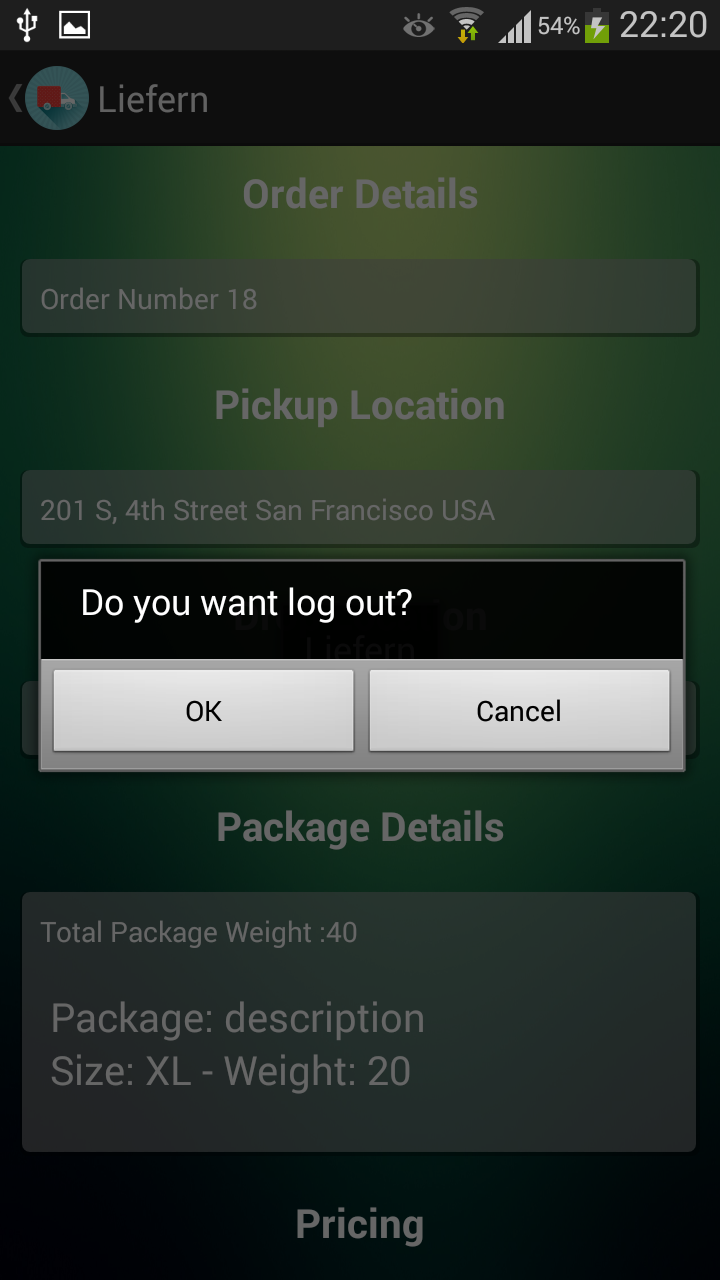 54% 22:20
Liefern
Order Details
Order Number 18
Pickup Location
201 S, 4th Street San Francisco USA
Do you want log out?
on
Liefern
OK
Cancel
Package Details
Total Package Weight :40
Package: description
Size: XL - Weight: 20
Pricing